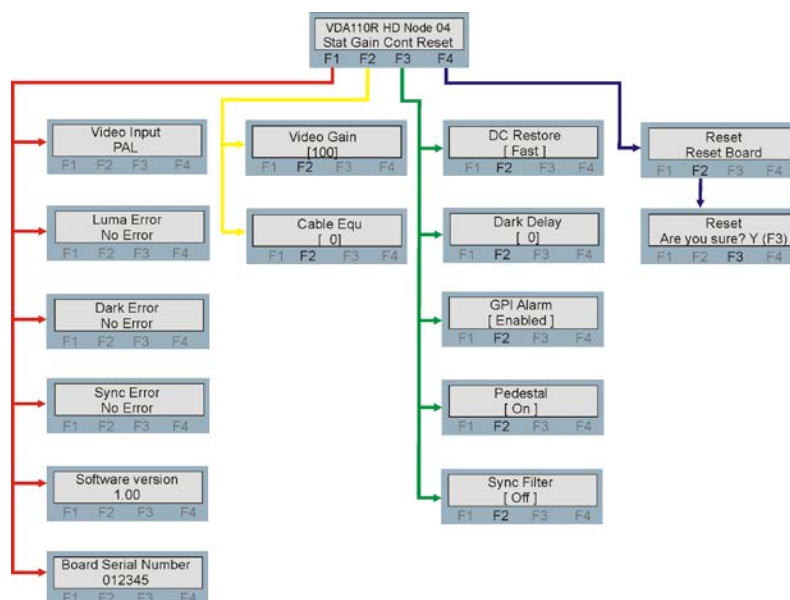 VDA110R HD Node 04
Stat Gain Cont Reset
F1 F2 F3 F4
Video Input
PAL
F1 F2 F3 F4
Luma Error
No Error
F1 F2 F3 F4
Dark Error
No Error
F1 F2 F3 F4
Sync Error
No Error
F1 F2 F3 F4
Software version
1.00
F1 F2 F3 F4
Board Serial Number
012345
F1 F2 F3 F4
Video Gain
[100]
F1 F2 F3 F4
Cable Equ
[ 0]
F1 F2 F3 F4
DC Restore
[ Fast ]
F1 F2 F3 F4
Dark Delay
[ 0]
F1 F2 F3 F4
GPI Alarm
[ Enabled ]
F1 F2 F3 F4
Pedestal
[ On ]
F1 F2 F3 F4
Sync Filter
[ Off ]
F1 F2 F3 F4
Reset
Reset Board
F1 F2 F3 F4
Reset
Are you sure? Y (F3)
F1 F2 F3 F4